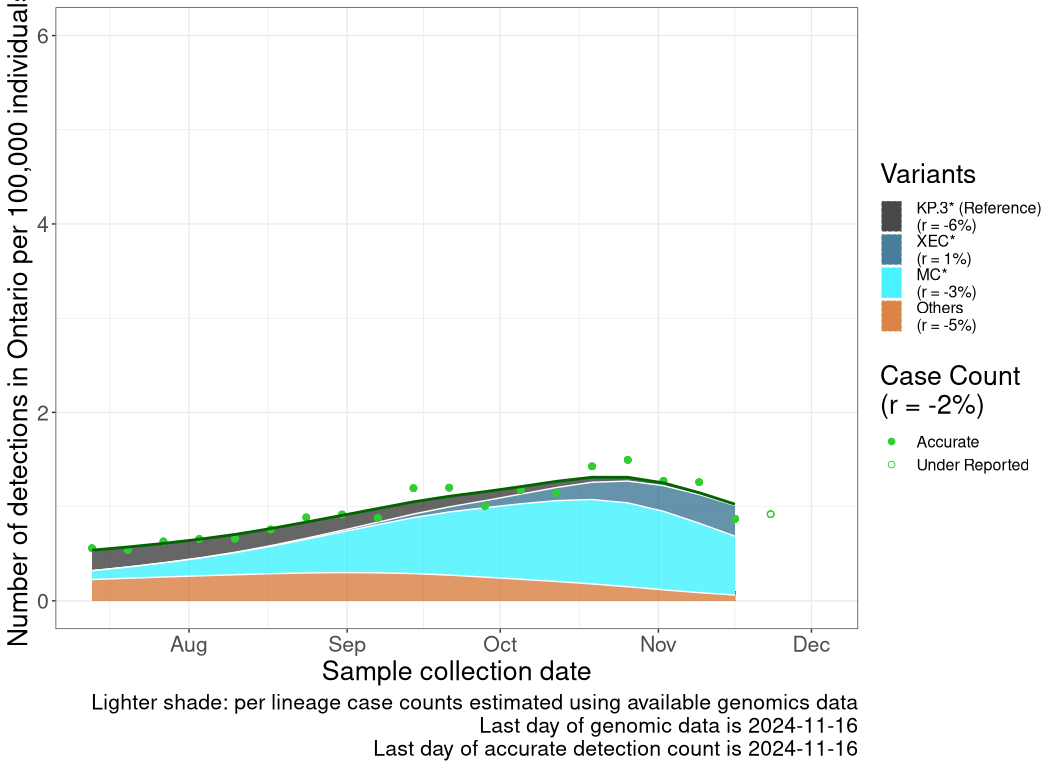 Number of detections in Ontario per 100,000 individuals
6
4
2
0
Aug Sep Oct Nov Dec
Sample collection date
Lighter shade: per lineage case counts estimated using available genomics data
Last day of genomic data is 2024-11-16
Last day of accurate detection count is 2024-11-16
Variants
KP.3* (Reference)
(r = -6%)
XEC*
(r = 1%)
MC*
(r = -3%)
Others
(r = -5%)
Case Count
(r = -2%)
Accurate
Under Reported